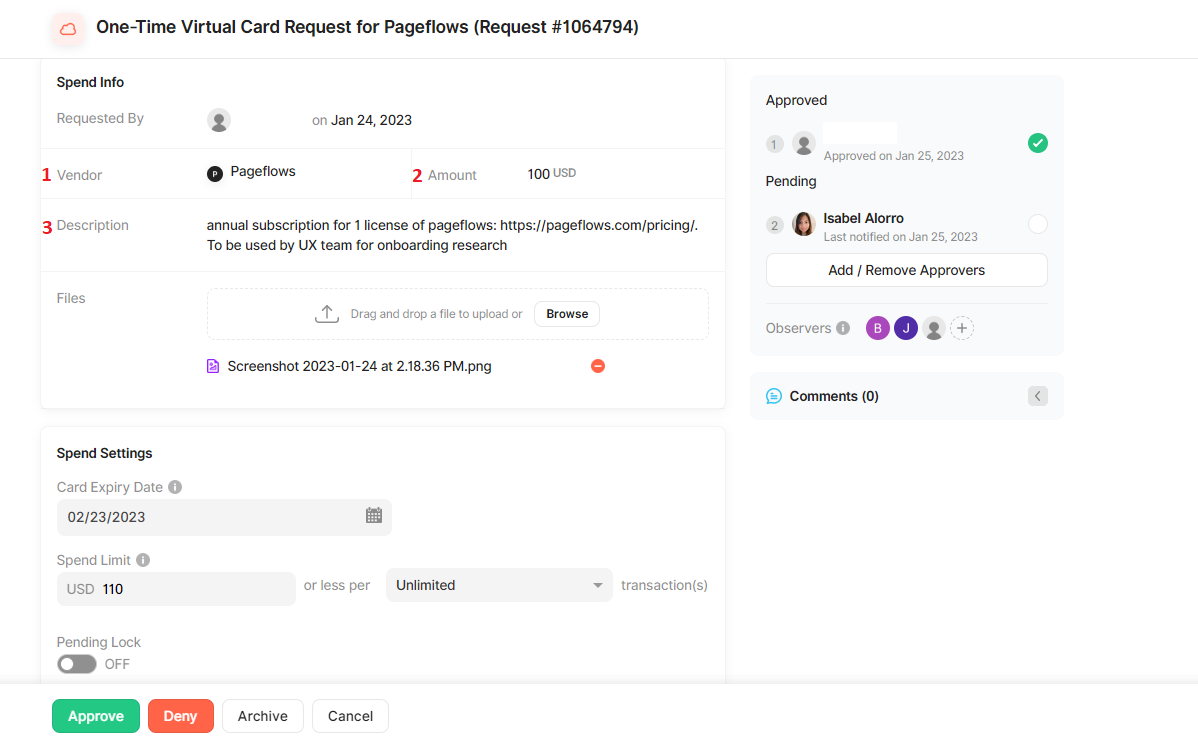 One-Time Virtual Card Request for Pageflows (Request #1064794)
Spend Info
Requested By
on Jan 24, 2023
1 Vendor
P Pageflows
2 Amount
100 USD
3 Description
annual subscription for 1 license of pageflows: https://pageflows.com/pricing/.
To be used by UX team for onboarding research
Files
Drag and drop a file to upload or Browse
Screenshot 2023-01-24 at 2.18.36 PM.png
Spend Settings
Card Expiry Date
02/23/2023
Spend Limit
USD 110 or less per Unlimited transaction(s)
Pending Lock
OFF
Approved
1
Approved on Jan 25, 2023
Pending
2 Isabel Alorro
Last notified on Jan 25, 2023
Add / Remove Approvers
Observers B J +
Comments (0)
Approve Deny Archive Cancel